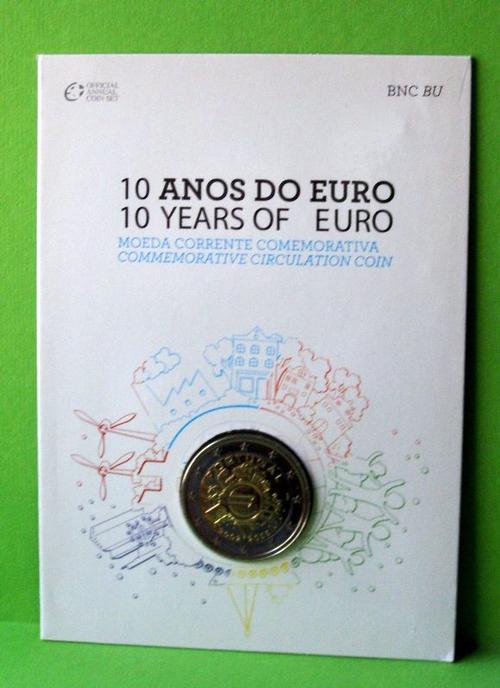 OFFICIAL
ANNUAL
COIN SET
BNC BU
10 ANOS DO EURO
10 YEARS OF EURO
MOEDA CORRENTE COMEMORATIVA
COMMEMORATIVE CIRCULATION COIN
PORTUGAL